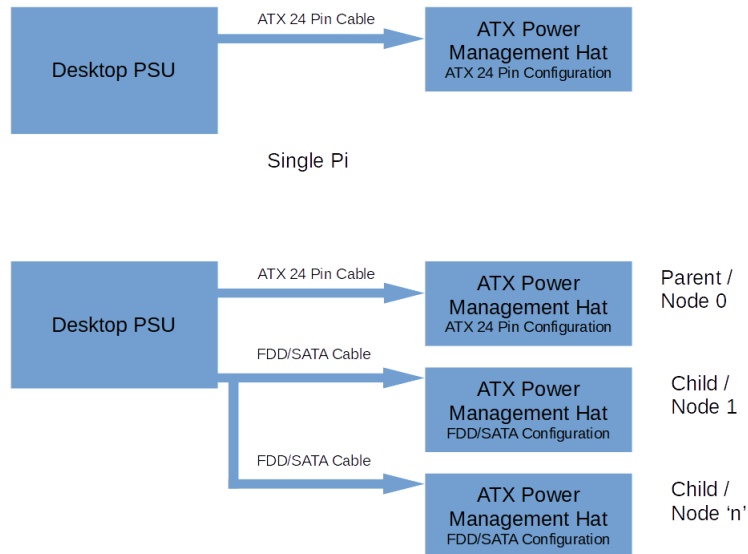 ATX 24 Pin Cable
Desktop PSU
ATX Power
Management Hat
ATX 24 Pin Configuration
Single Pi
ATX 24 Pin Cable
Desktop PSU
ATX Power
Management Hat
ATX 24 Pin Configuration
Parent /
Node 0
FDD/SATA Cable
ATX Power
Management Hat
FDD/SATA Configuration
Child /
Node 1
FDD/SATA Cable
ATX Power
Management Hat
FDD/SATA Configuration
Child /
Node ‘n’